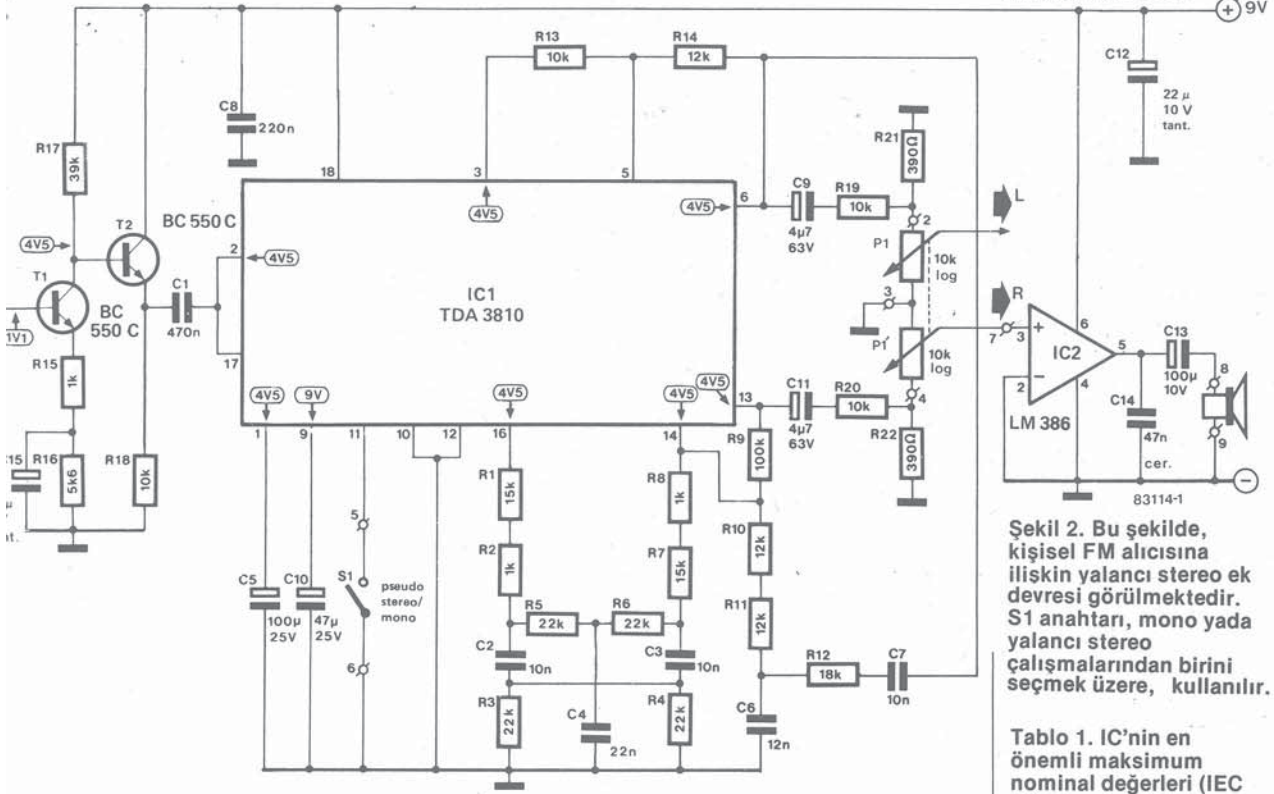 9V
R13
10k
R14
12k
C12
22 µ
10 V
tant.
C8
220n
R17
39k
R21
390Ω
18
3
5
4V5
6
4V5
C9
4µ7
63V
R19
10k
2
L
P1
10k
log
3
R
P1'
10k
log
4
T2
BC 550 C
4V5
2
4V5
T1
BC
550 C
C1
470n
17
1V1
IC1
TDA 3810
7
3
+
6
IC2
5
2
−
4
LM 386
C13
100µ
10V
8
9
C14
47n
cer.
83114-1
R15
1k
R16
5k6
R18
10k
4V5
9V
4V5
4V5
4V5
13
C11
4µ7
63V
R20
10k
R22
390Ω
1
9
11
10
12
16
14
R9
100k
R1
15k
R8
1k
R10
12k
R2
1k
R7
15k
5
S1
pseudo
stereo/
mono
6
C5
100µ
25V
C10
47µ
25V
R5
22k
R6
22k
R11
12k
C2
10n
C3
10n
R12
18k
C7
10n
R3
22k
C4
22n
R4
22k
C6
12n
Şekil 2. Bu şekilde,
kişisel FM alıcısına
ilişkin yalancı stereo ek
devresi görülmektedir.
S1 anahtarı, mono yada
yalancı stereo
çalışmalarından birini
seçmek üzere, kullanılır.
Tablo 1. IC'nin en
önemli maksimum
nominal değerleri (IEC